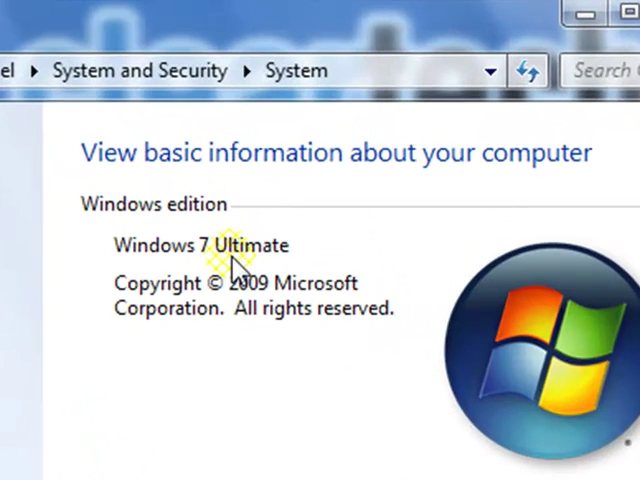 el ▸ System and Security ▸ System Search
View basic information about your computer
Windows edition
Windows 7 Ultimate
Copyright © 2009 Microsoft
Corporation. All rights reserved.